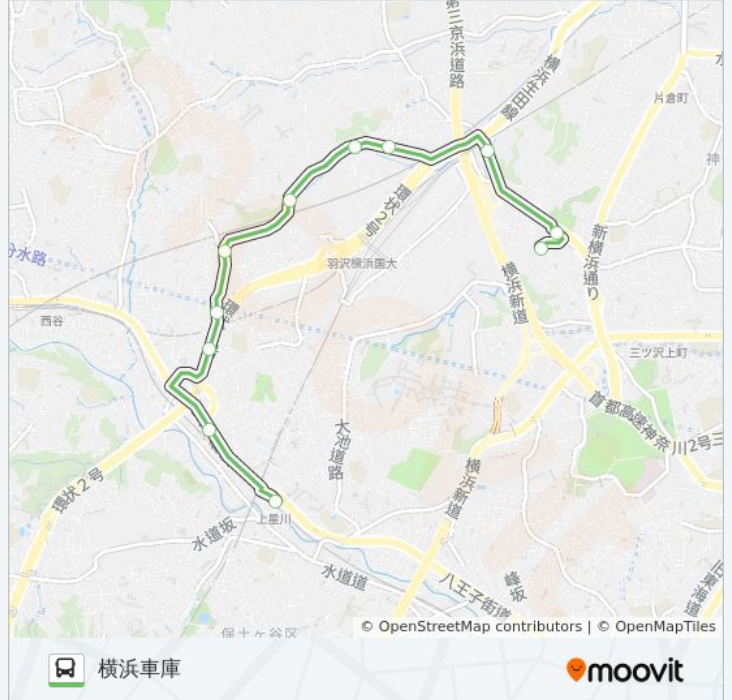 第三京浜道路
横浜生田線
片倉町
神
環状2号
新横浜通り
分水路
羽沢横浜国大
横浜新道
環状
西谷
三ツ沢上町
首都高速神奈川2号三
大池道路
横浜新道
環状2号
上星川
水道坂
水道道
八王子街道
峰坂
旧東海道
保土ヶ谷区
© OpenStreetMap contributors | © OpenMapTiles
横浜車庫
moovit